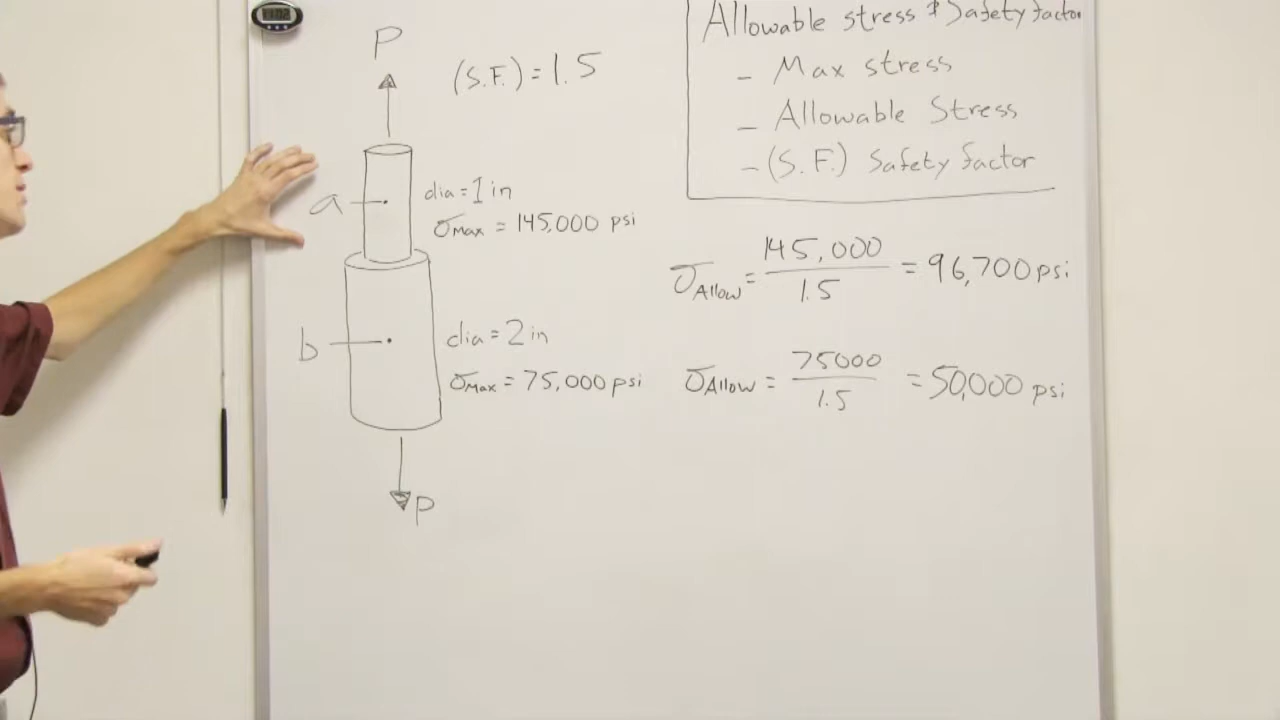 Allowable stress & Safety factor
- Max stress
- Allowable Stress
- (S.F.) Safety factor
P
(S.F.) = 1.5
a
dia = 1 in
σMax = 145,000 psi
b
dia = 2 in
σMax = 75,000 psi
P
σAllow = 145,000 / 1.5 = 96,700 psi
σAllow = 75000 / 1.5 = 50,000 psi